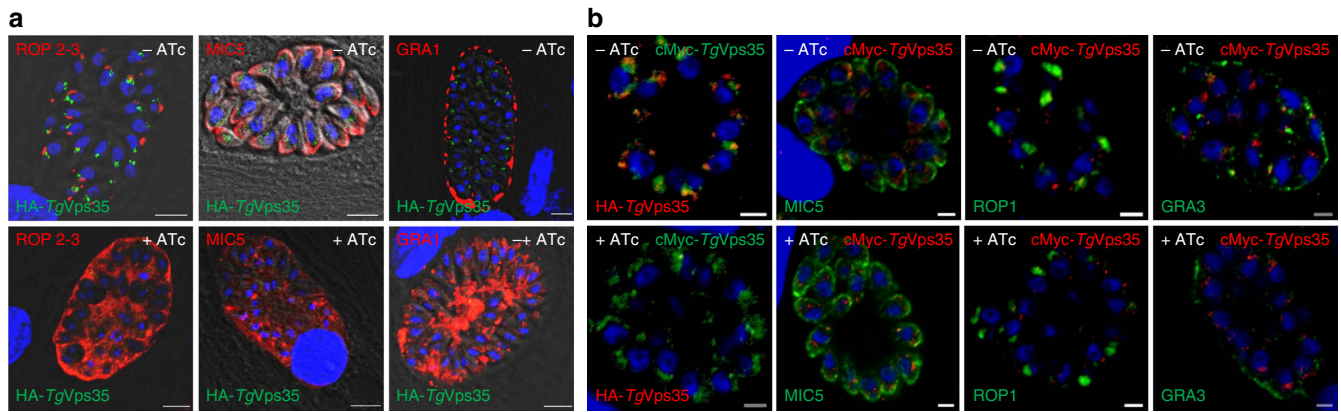 a
ROP 2-3
– ATc
HA-TgVps35
MIC5
– ATc
HA-TgVps35
GRA1
– ATc
HA-TgVps35
ROP 2-3
+ ATc
HA-TgVps35
MIC5
+ ATc
HA-TgVps35
GRA1
–+ ATc
HA-TgVps35
b
– ATc
cMyc-TgVps35
HA-TgVps35
– ATc
cMyc-TgVps35
MIC5
– ATc
cMyc-TgVps35
ROP1
– ATc
cMyc-TgVps35
GRA3
+ ATc
cMyc-TgVps35
HA-TgVps35
+ ATc
cMyc-TgVps35
MIC5
+ ATc
cMyc-TgVps35
ROP1
+ ATc
cMyc-TgVps35
GRA3